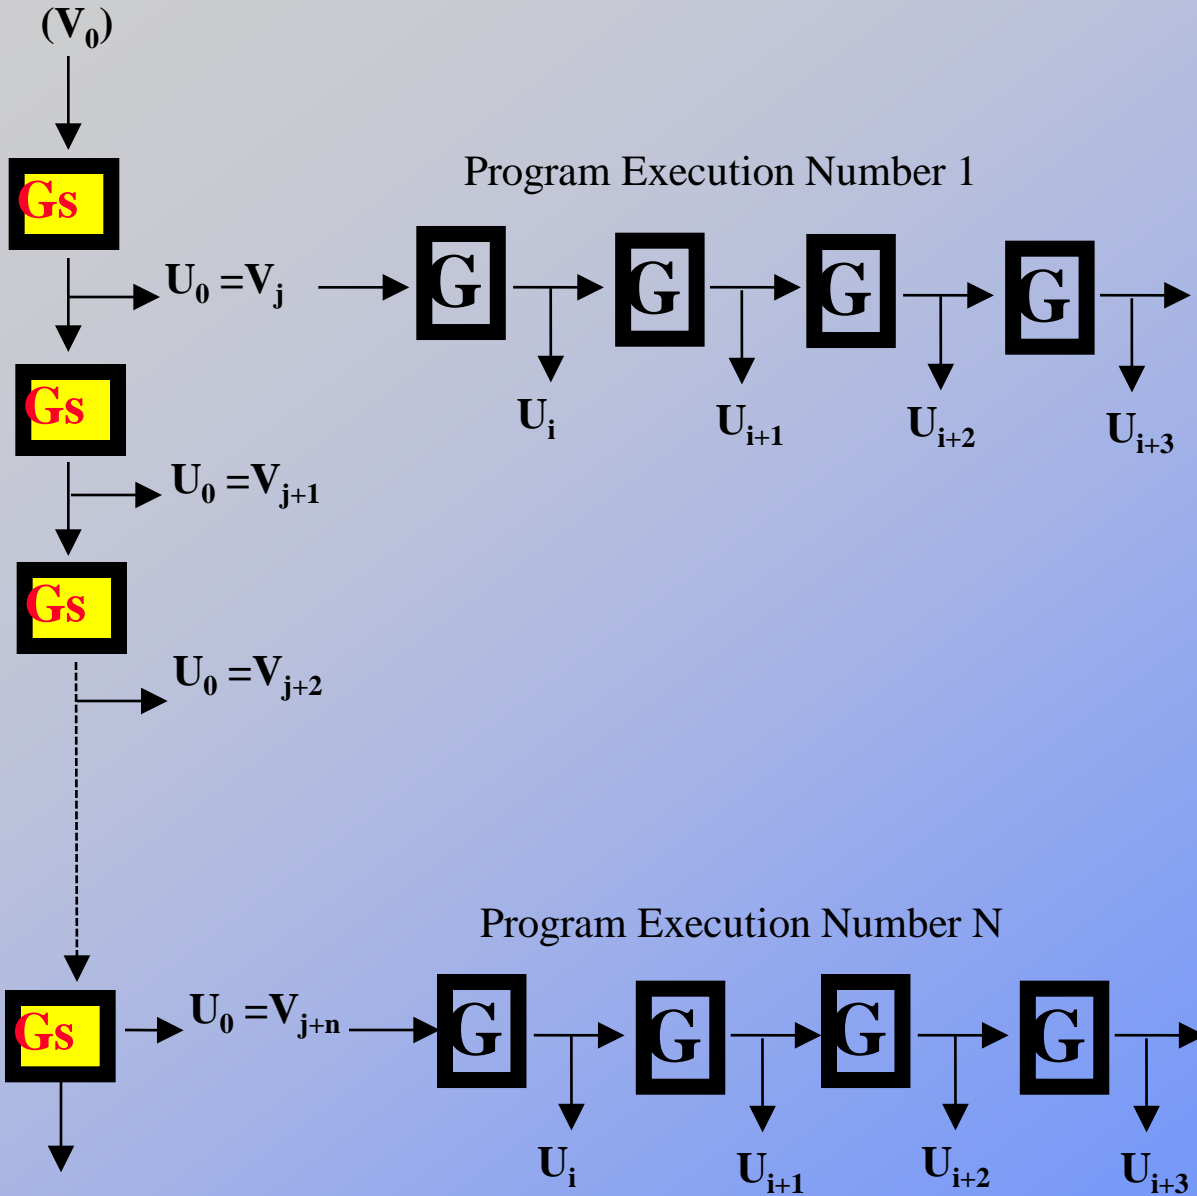 (V₀)
Program Execution Number 1
Gs
U₀ =Vⱼ
G G G G
Uᵢ Uᵢ₊₁ Uᵢ₊₂ Uᵢ₊₃
Gs
U₀ =Vⱼ₊₁
Gs
U₀ =Vⱼ₊₂
Program Execution Number N
Gs
U₀ =Vⱼ₊ₙ
G G G G
Uᵢ Uᵢ₊₁ Uᵢ₊₂ Uᵢ₊₃